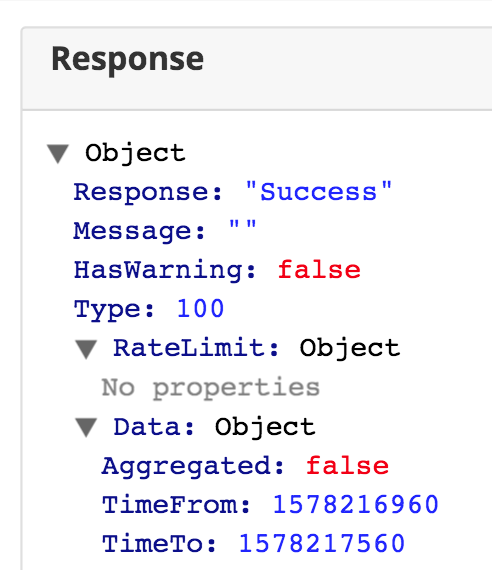 Response
Object
Response: "Success"
Message: ""
HasWarning: false
Type: 100
RateLimit: Object
No properties
Data: Object
Aggregated: false
TimeFrom: 1578216960
TimeTo: 1578217560